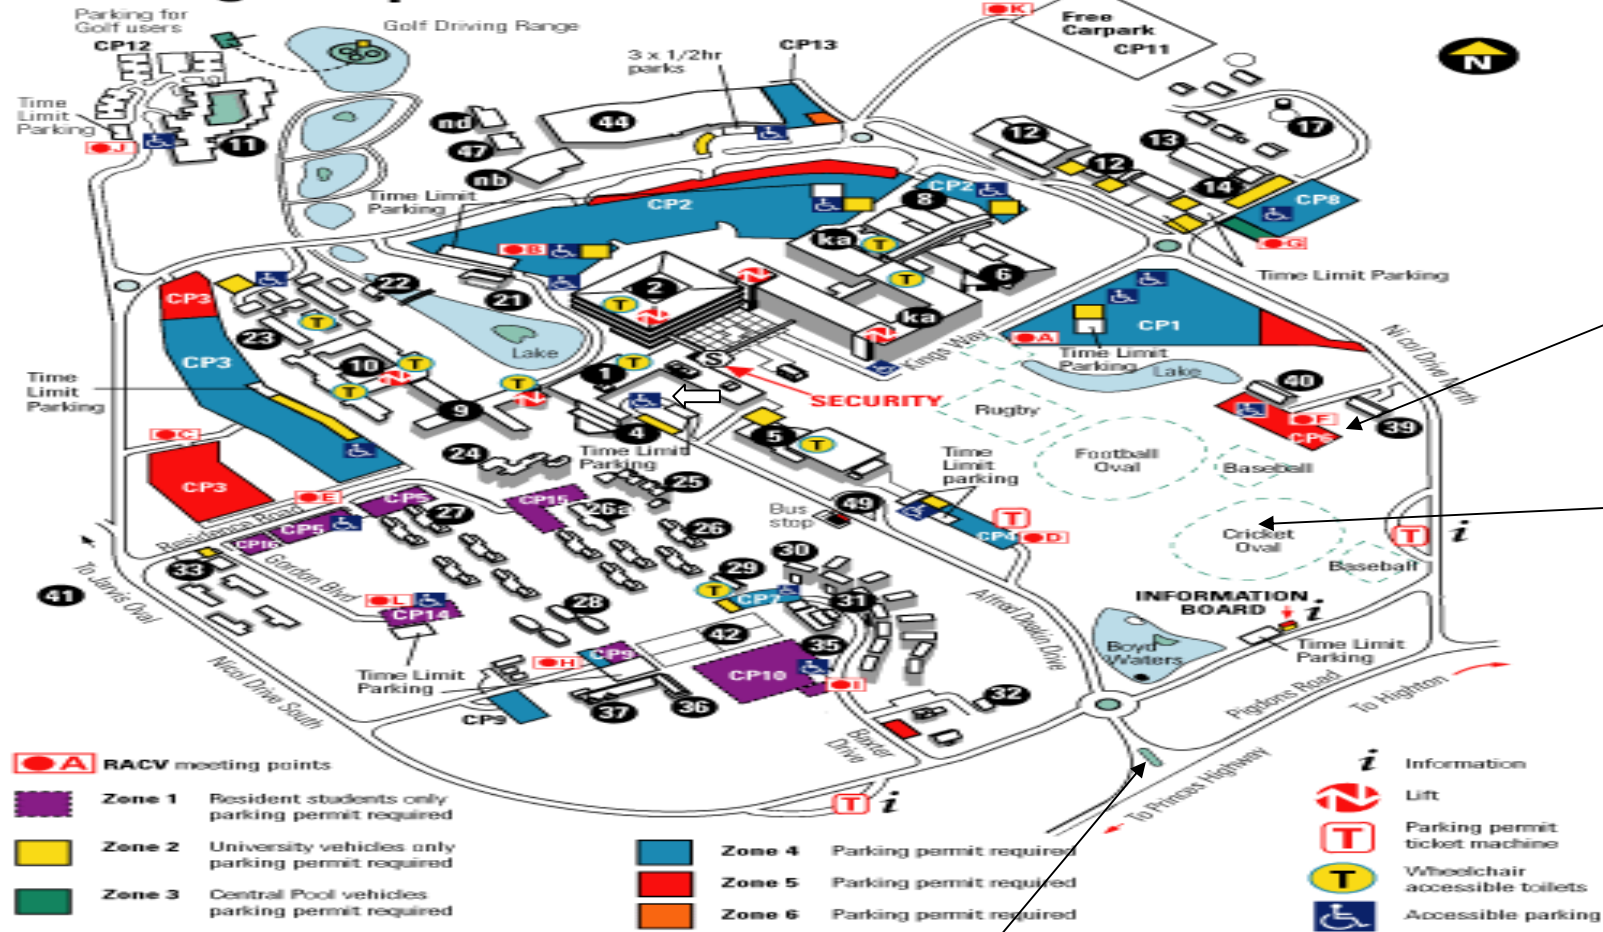 Parking for
Golf users
CP12
Golf Driving Range
3 x 1/2hr
parks
CP13
K
Free
Carpark
CP11
N
Time
Limit
Parking
J
11
nd
47
nb
44
12
12
13
14
17
CP8
G
Time Limit Parking
Time Limit
Parking
CP2
CP2
8
ka
T
T
6
ka
B
2
T
21
22
Lake
CP3
23
T
CP3
10
T
T
T
9
Time
Limit
Parking
C
CP3
E
1
T
S
SECURITY
4
Time Limit
Parking
5
T
Kings Way
CP1
A
Time Limit
Parking
Lake
Nicol Drive North
40
F
CP6
39
Rugby
Football
Oval
Baseball
Cricket
Oval
Baseball
T
i
Time
Limit
parking
49
Bus
stop
T
CP4
D
24
25
CP15
26a
26
CP5
27
CP5
CP16
Residence Road
Gordon Blvd
33
41
To Jarvis Oval
L
CP14
28
29
T
CP7
30
31
Alfred Deakin Drive
INFORMATION
BOARD
i
Time Limit
Parking
Boyd
Waters
42
35
CP9
H
CP10
I
Time Limit
Parking
CP9
37
36
32
Nicol Drive South
Baxter
Drive
T
i
Pigdons Road
To Highton
To Princes Highway
A RACV meeting points
Zone 1 Resident students only
parking permit required
Zone 2 University vehicles only
parking permit required
Zone 3 Central Pool vehicles
parking permit required
Zone 4 Parking permit required
Zone 5 Parking permit required
Zone 6 Parking permit required
i Information
Lift
T Parking permit
ticket machine
T Wheelchair
accessible toilets
Accessible parking